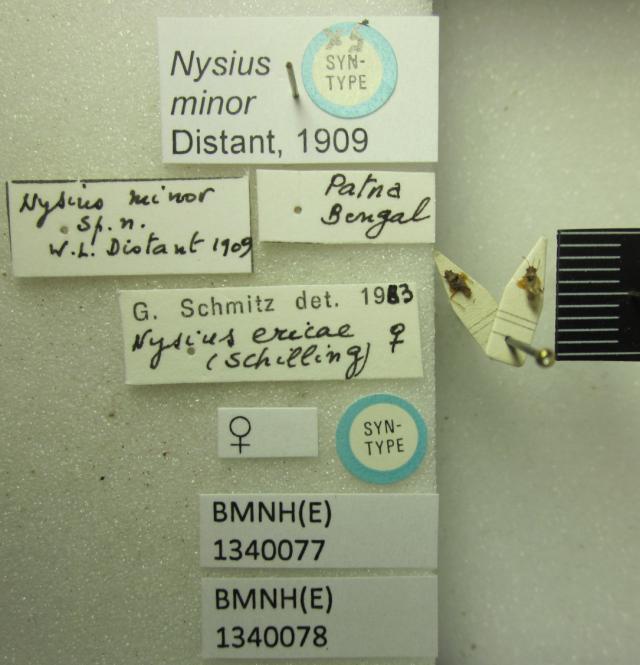 Nysius
minor
Distant, 1909
SYN-
TYPE
Nysius minor
sp. n.
W.L. Distant 1909
Patna
Bengal
G. Schmitz det. 1983
Nysius ericae ♀
(Schilling)
♀
SYN-
TYPE
BMNH(E)
1340077
BMNH(E)
1340078